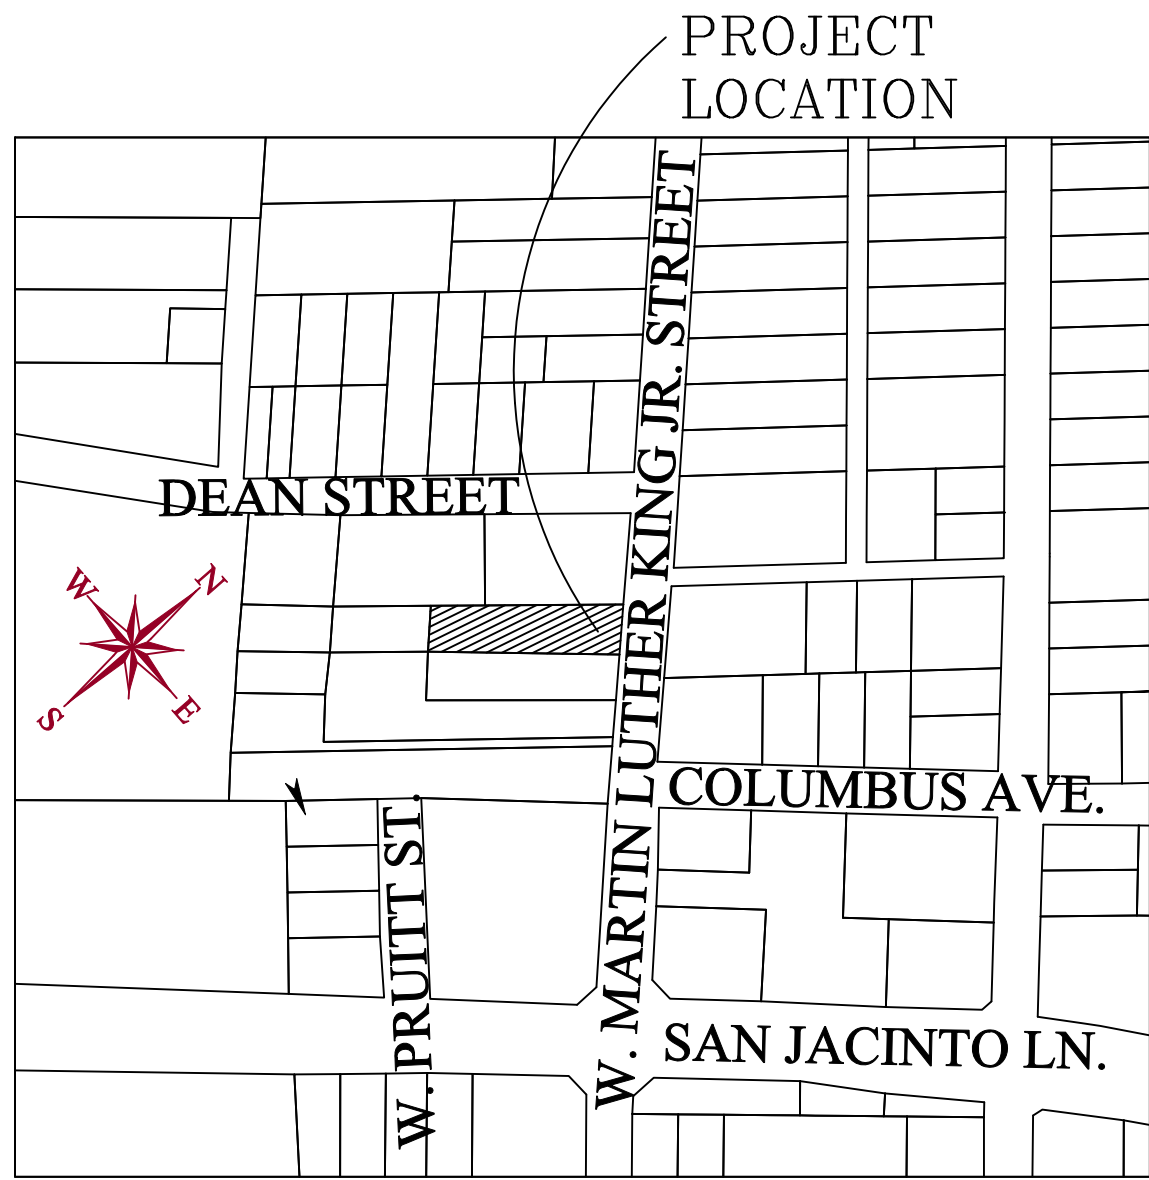 PROJECT
LOCATION
W. MARTIN LUTHER KING JR. STREET
DEAN STREET
W
N
S
E
COLUMBUS AVE.
W. PRUITT ST.
SAN JACINTO LN.